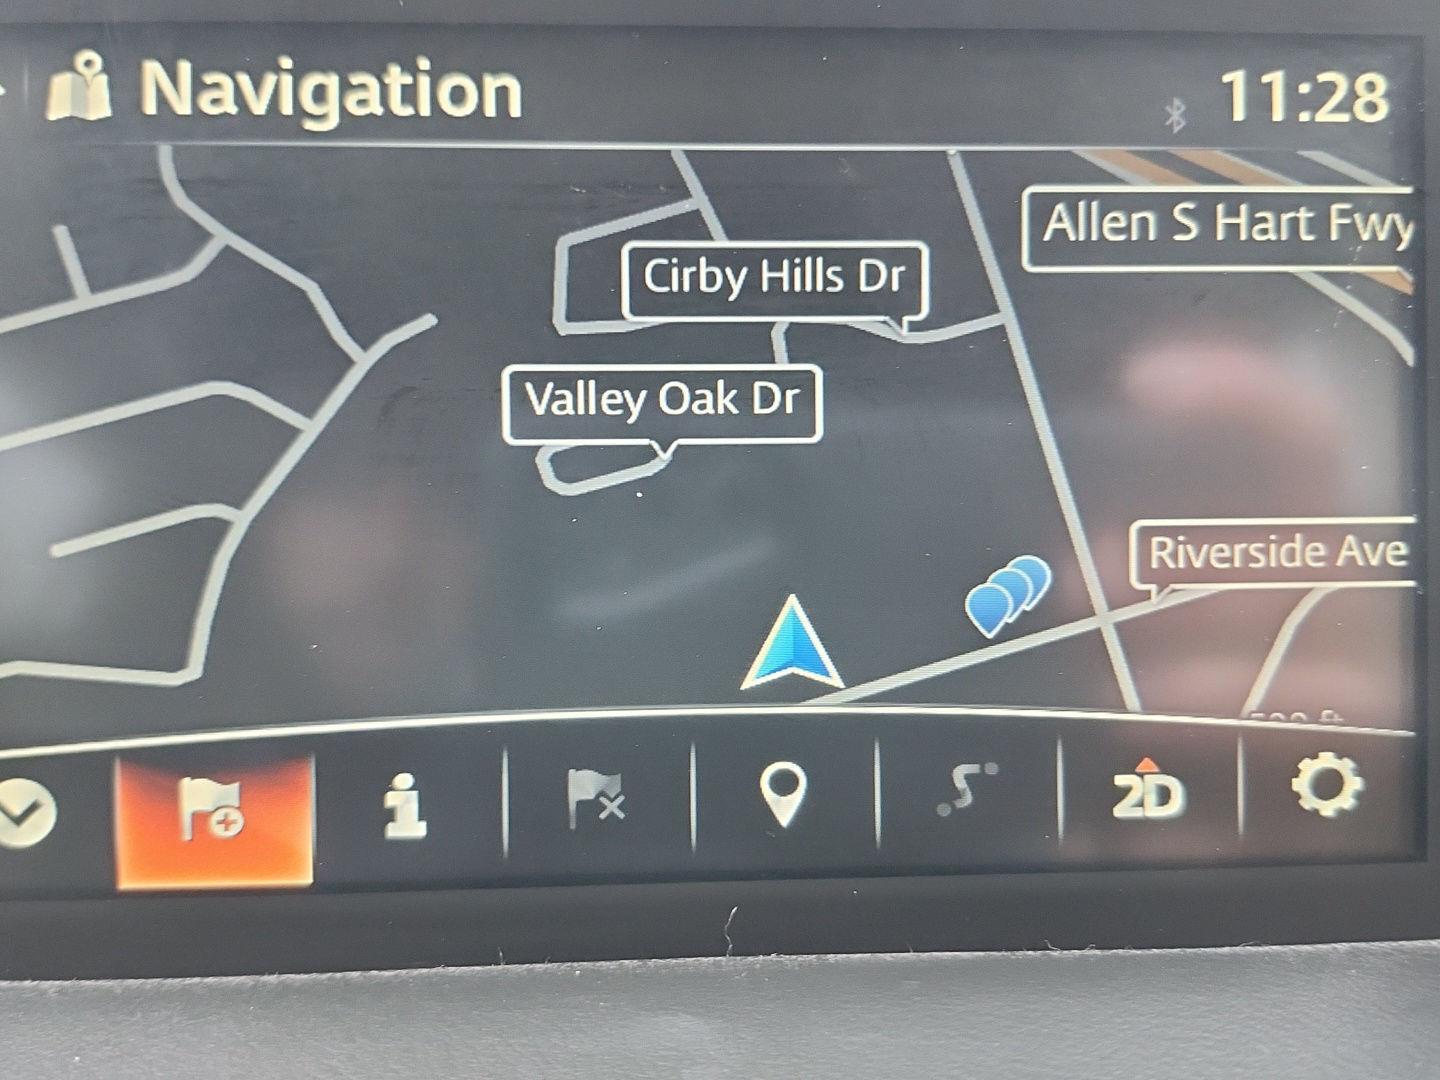 Navigation
11:28
Allen S Hart Fwy
Cirby Hills Dr
Valley Oak Dr
Riverside Ave
2D